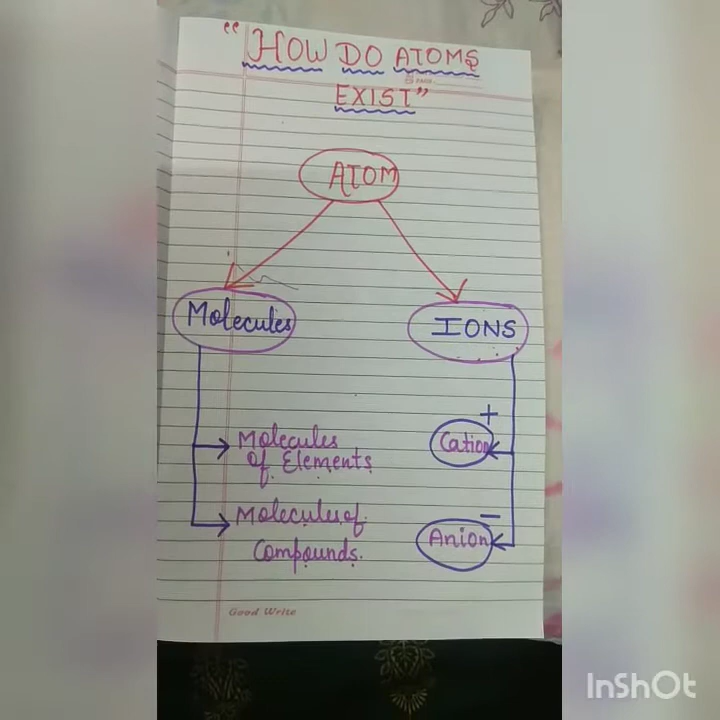 "HOW DO ATOMS
EXIST"
ATOM
Molecules
IONS
Molecules
of Elements
Molecules of
Compounds.
+
Cation
−
Anion
Good Write
InShOt